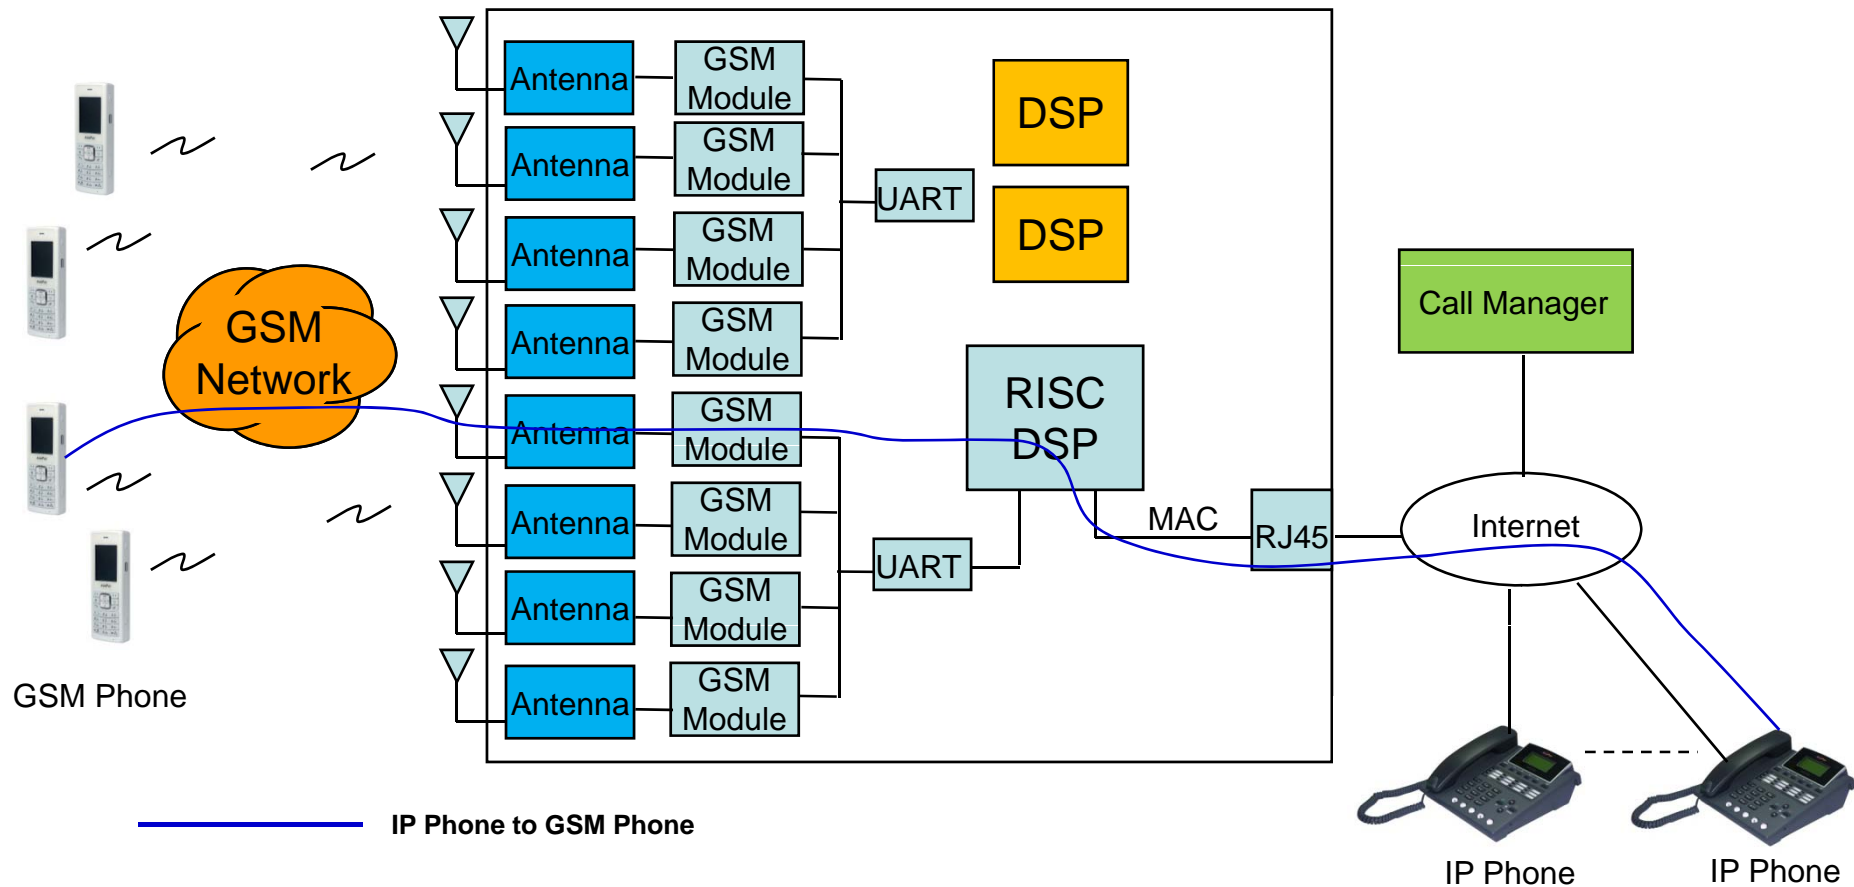 Antenna
GSM
Module
Antenna
GSM
Module
Antenna
GSM
Module
Antenna
GSM
Module
Antenna
GSM
Module
Antenna
GSM
Module
Antenna
GSM
Module
Antenna
GSM
Module
UART
UART
DSP
DSP
RISC
DSP
MAC
RJ45
GSM
Network
GSM Phone
Call Manager
Internet
IP Phone
IP Phone
IP Phone to GSM Phone